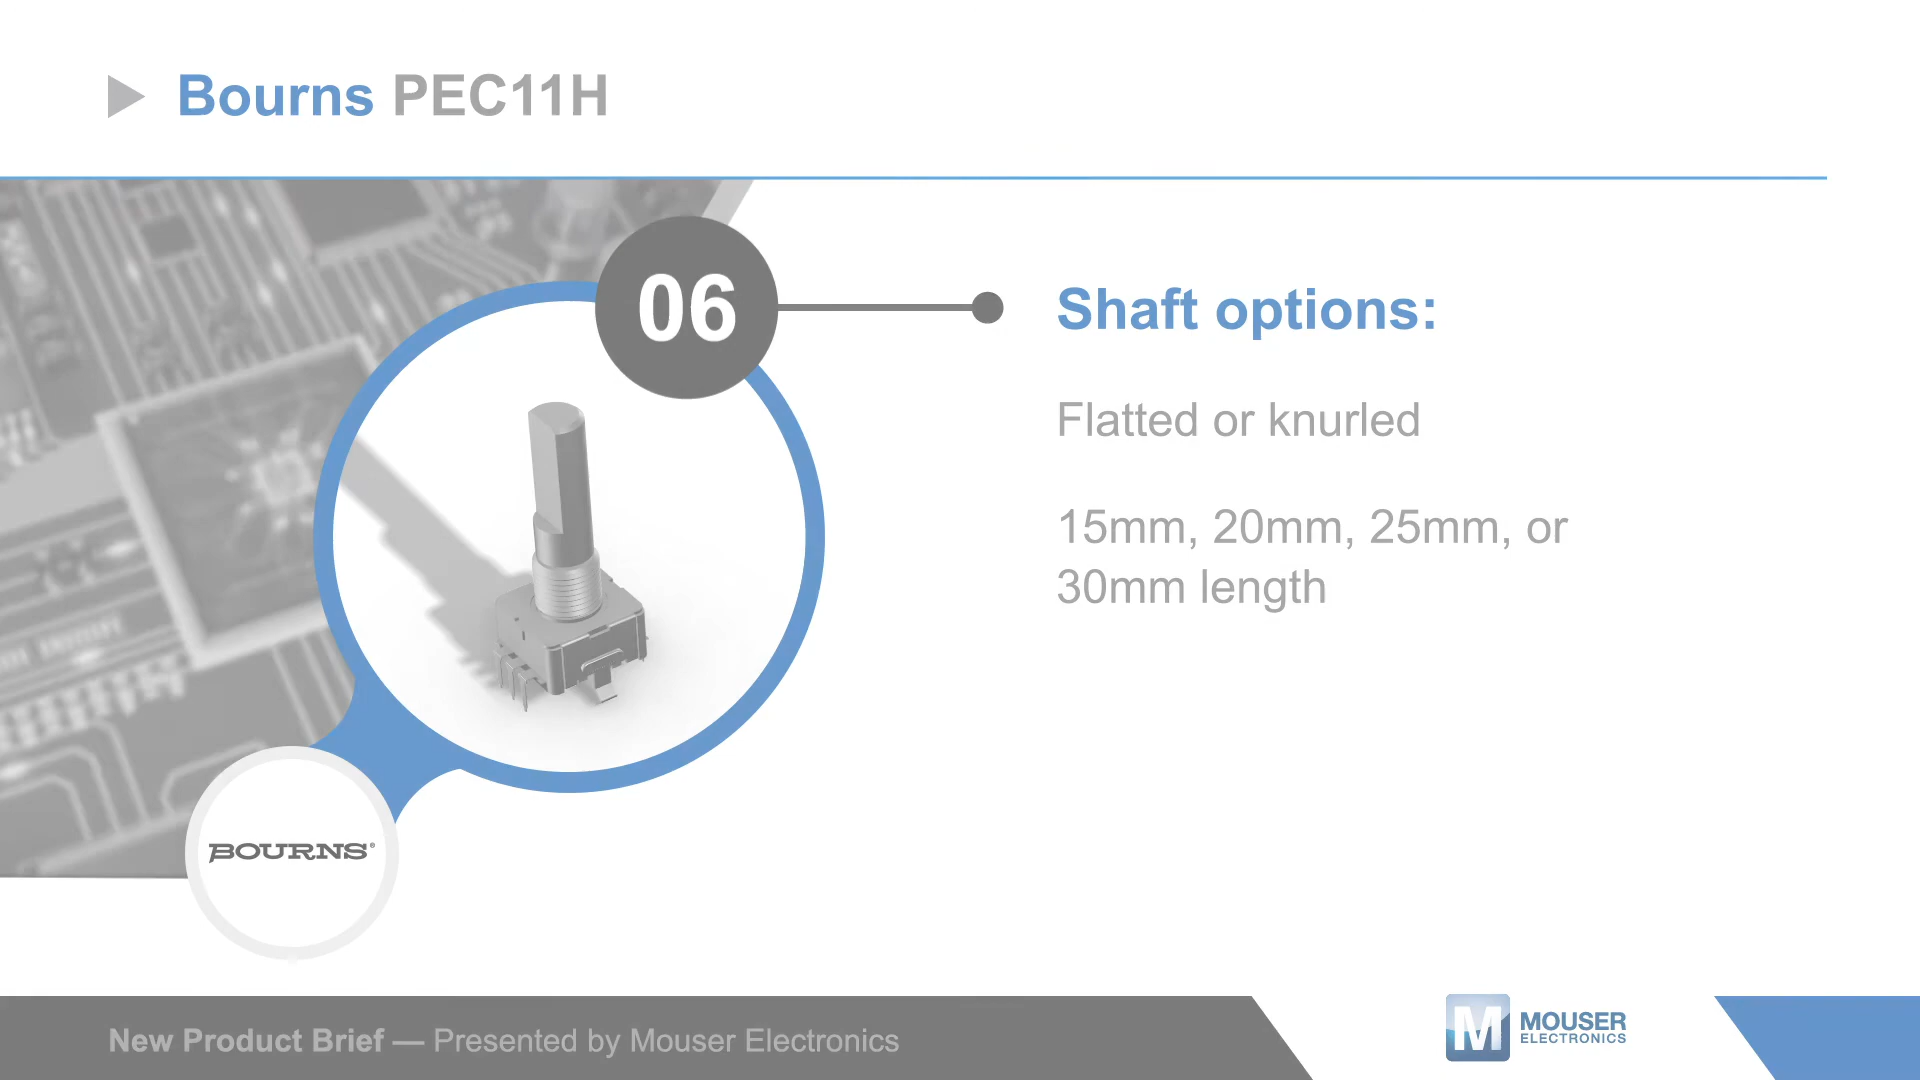 Bourns PEC11H
06
Shaft options:
Flatted or knurled
15mm, 20mm, 25mm, or
30mm length
BOURNS®
New Product Brief — Presented by Mouser Electronics
M
MOUSER
ELECTRONICS